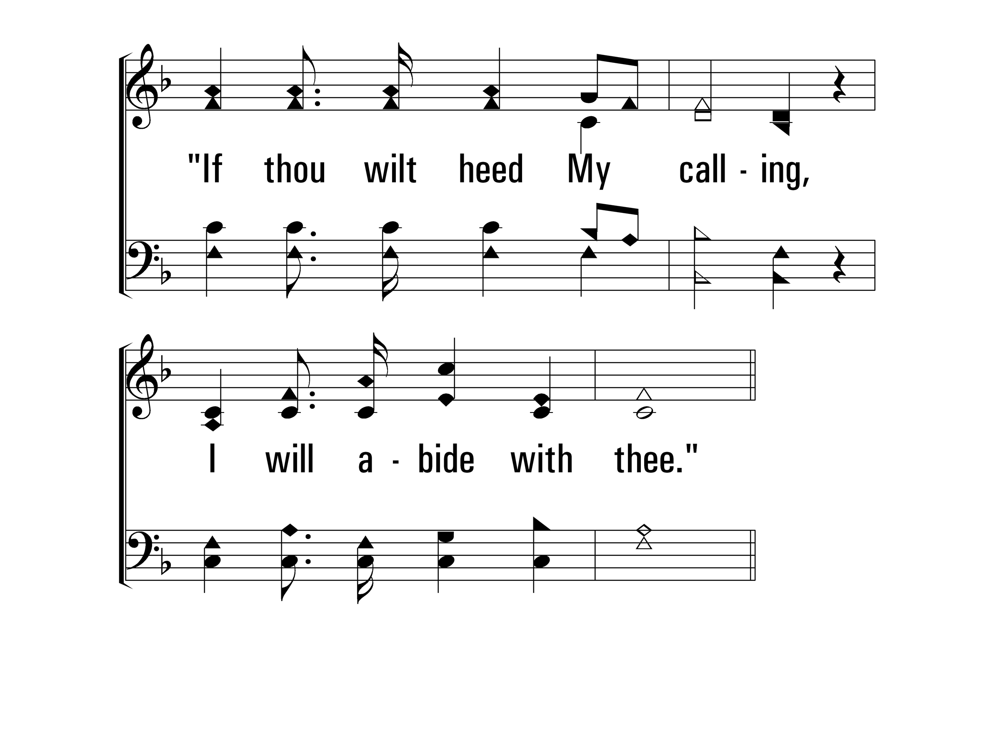 "If thou wilt heed My call - ing,
I will a - bide with thee."